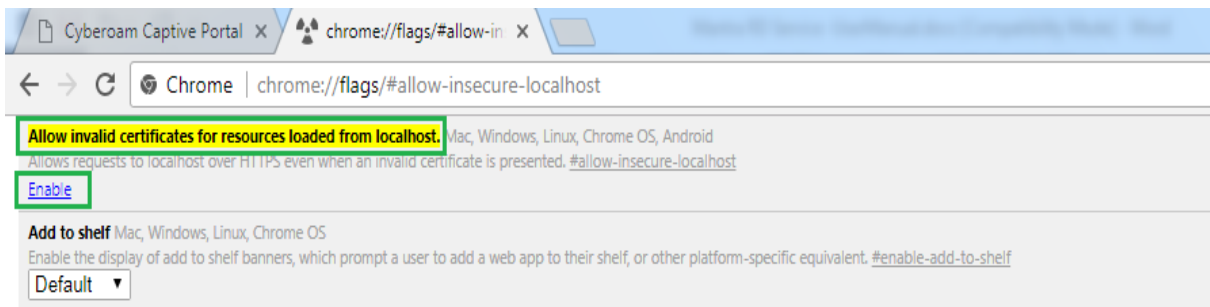 Cyberoam Captive Portal
chrome://flags/#allow-in
Chrome | chrome://flags/#allow-insecure-localhost
Allow invalid certificates for resources loaded from localhost. Mac, Windows, Linux, Chrome OS, Android
Allows requests to localhost over HTTPS even when an invalid certificate is presented. #allow-insecure-localhost
Enable
Add to shelf Mac, Windows, Linux, Chrome OS
Enable the display of add to shelf banners, which prompt a user to add a web app to their shelf, or other platform-specific equivalent. #enable-add-to-shelf
Default